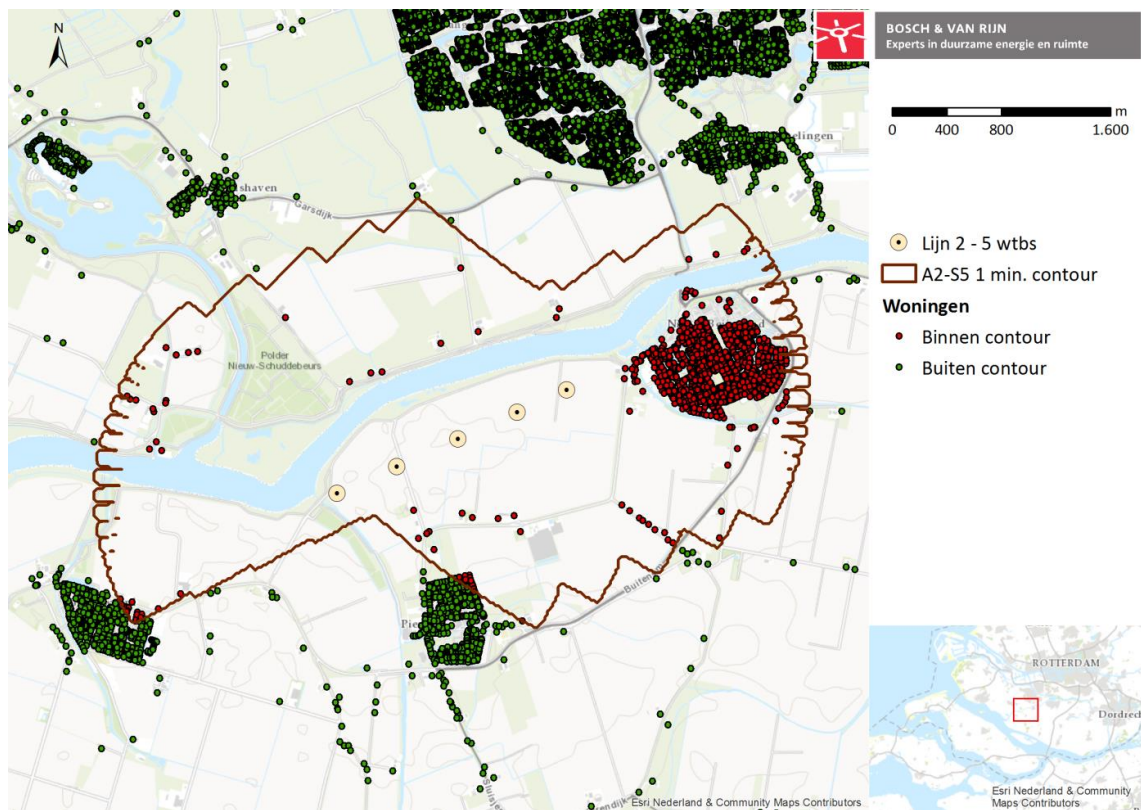 N
BOSCH & VAN RIJN
Experts in duurzame energie en ruimte
m
0 400 800 1.600
Lijn 2 - 5 wtbs
A2-S5 1 min. contour
Woningen
Binnen contour
Buiten contour
Garsdijk
Polder
Nieuw-Schuddebeurs
ROTTERDAM
Esri Nederland & Community Maps Contributors
Esri Nederland & Community
Maps Contributors